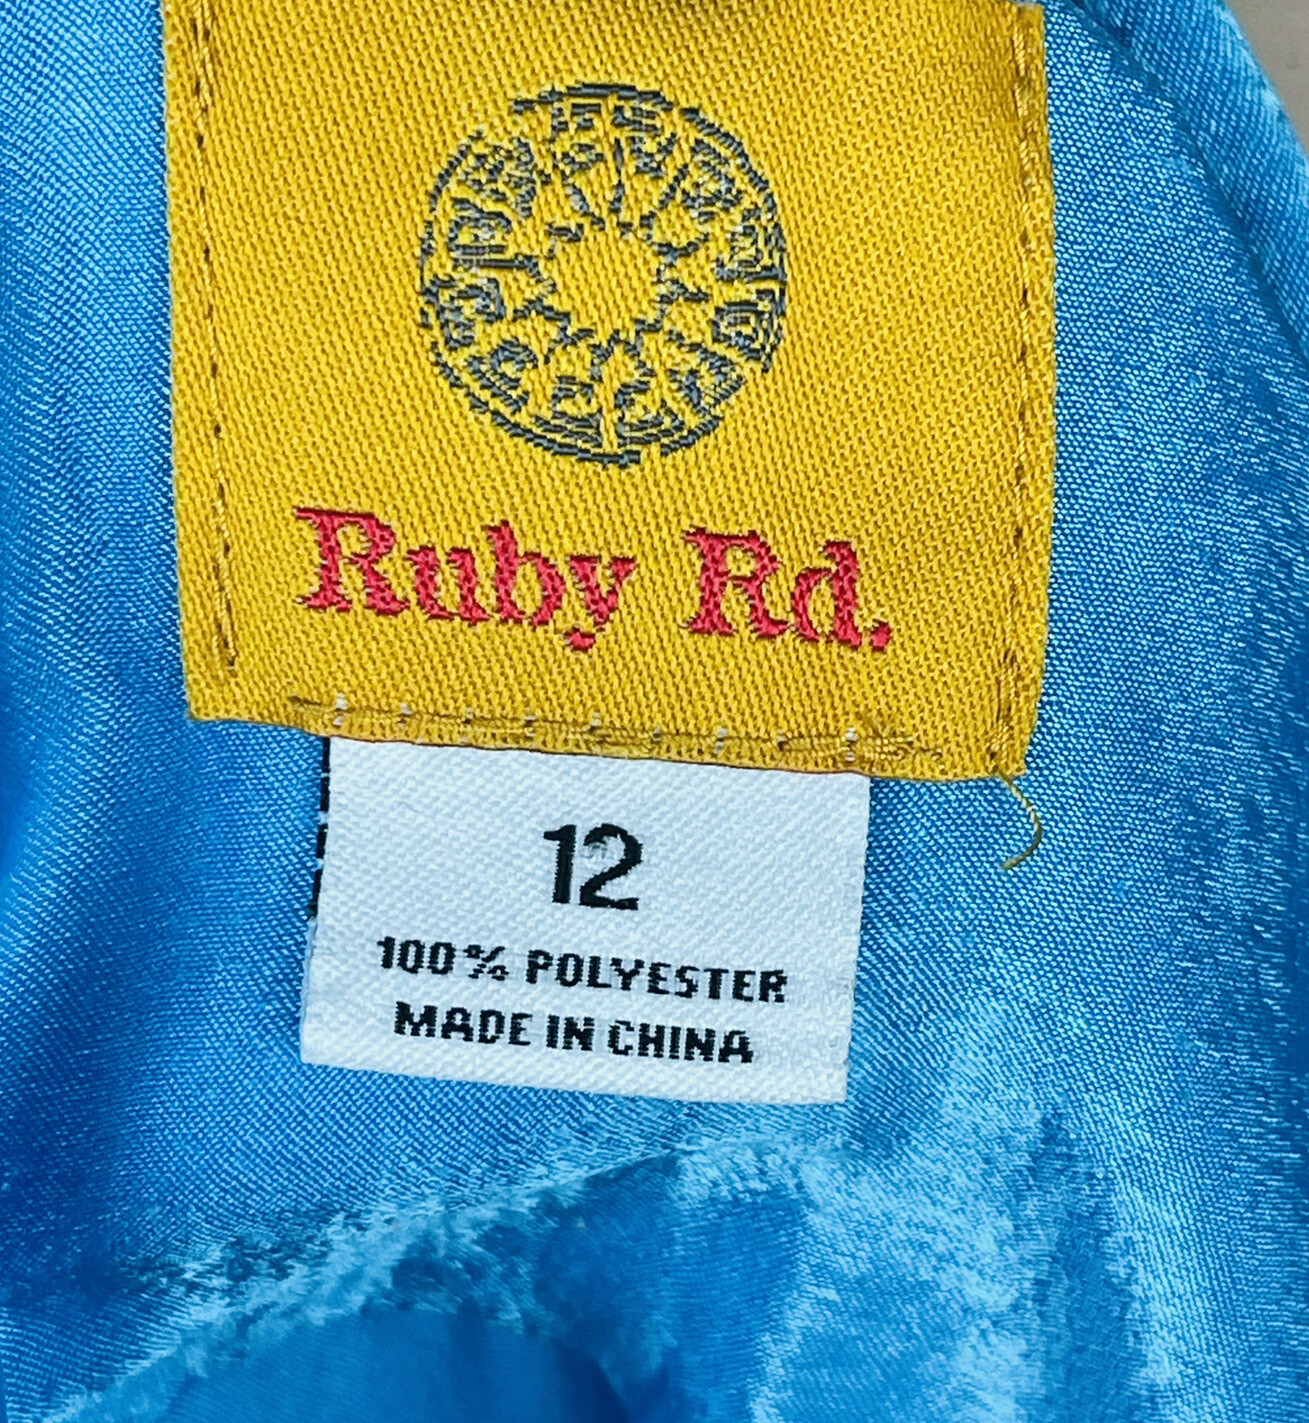 Ruby Rd.
12
100% POLYESTER
MADE IN CHINA